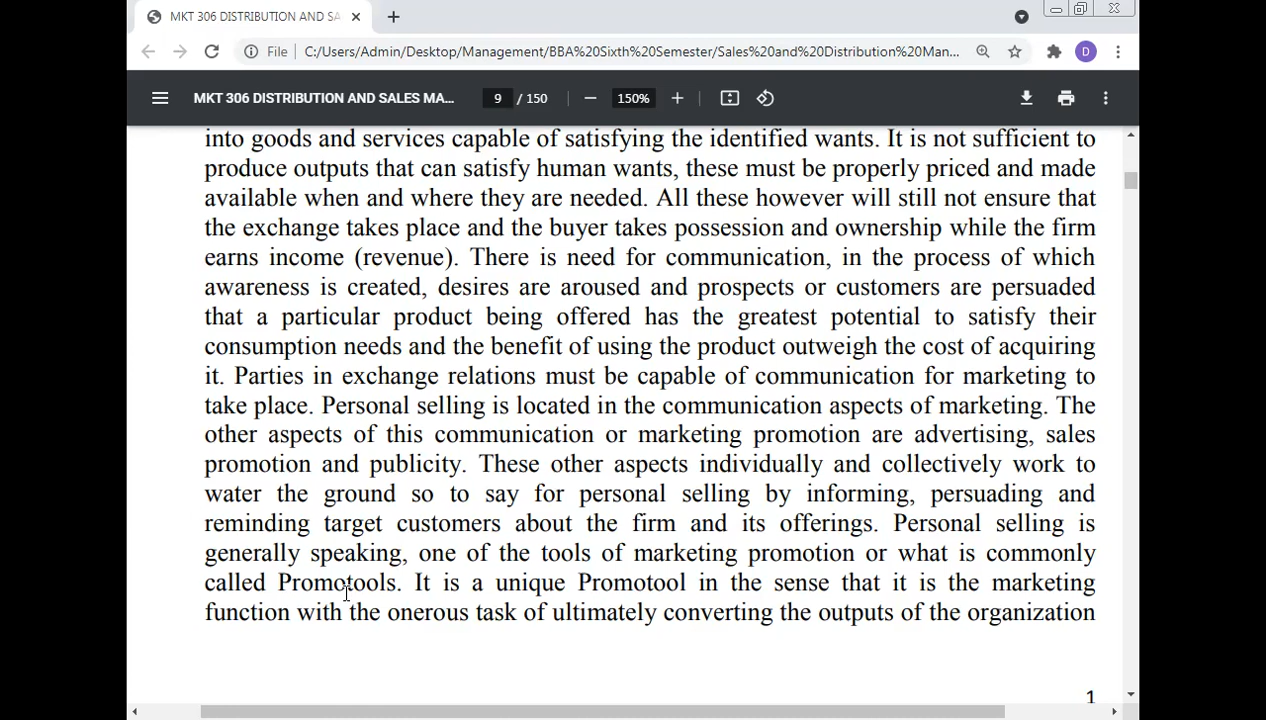 MKT 306 DISTRIBUTION AND SA
File C:/Users/Admin/Desktop/Management/BBA%20Sixth%20Semester/Sales%20and%20Distribution%20Man... D
MKT 306 DISTRIBUTION AND SALES MA... 9 / 150 150%
into goods and services capable of satisfying the identified wants. It is not sufficient to
produce outputs that can satisfy human wants, these must be properly priced and made
available when and where they are needed. All these however will still not ensure that
the exchange takes place and the buyer takes possession and ownership while the firm
earns income (revenue). There is need for communication, in the process of which
awareness is created, desires are aroused and prospects or customers are persuaded
that a particular product being offered has the greatest potential to satisfy their
consumption needs and the benefit of using the product outweigh the cost of acquiring
it. Parties in exchange relations must be capable of communication for marketing to
take place. Personal selling is located in the communication aspects of marketing. The
other aspects of this communication or marketing promotion are advertising, sales
promotion and publicity. These other aspects individually and collectively work to
water the ground so to say for personal selling by informing, persuading and
reminding target customers about the firm and its offerings. Personal selling is
generally speaking, one of the tools of marketing promotion or what is commonly
called Promotools. It is a unique Promotool in the sense that it is the marketing
function with the onerous task of ultimately converting the outputs of the organization
1